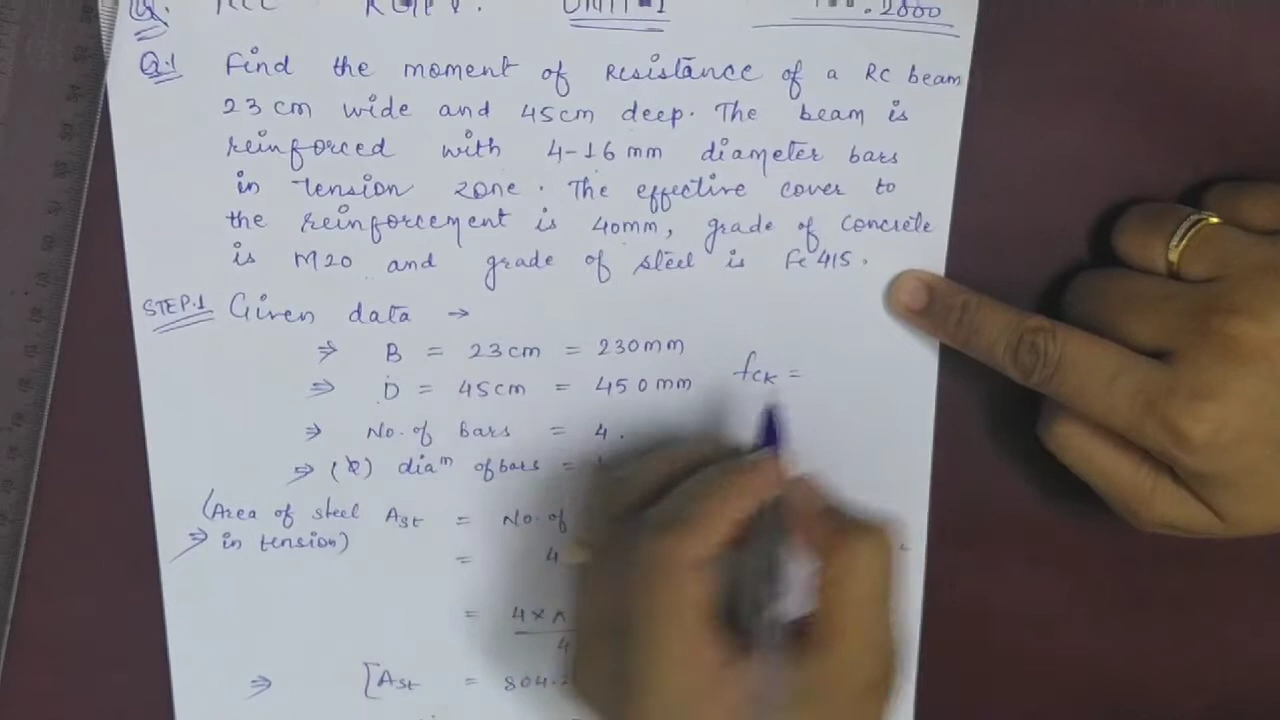 Q. UNIT-1 .2000
Q.1 Find the moment of resistance of a RC beam
23 cm wide and 45cm deep. The beam is
reinforced with 4-16 mm diameter bars
in tension zone. The effective cover to
the reinforcement is 40mm, grade of concrete
is M20 and grade of steel is Fe 415.
STEP.1 Given data →
⇒ B = 23cm = 230mm
⇒ D = 45cm = 450mm fck =
⇒ No. of bars = 4.
⇒ diam of bars =
(Area of steel Ast = No. of
⇒ in tension)
= 4
= 4×π
4
⇒ [Ast = 804.2